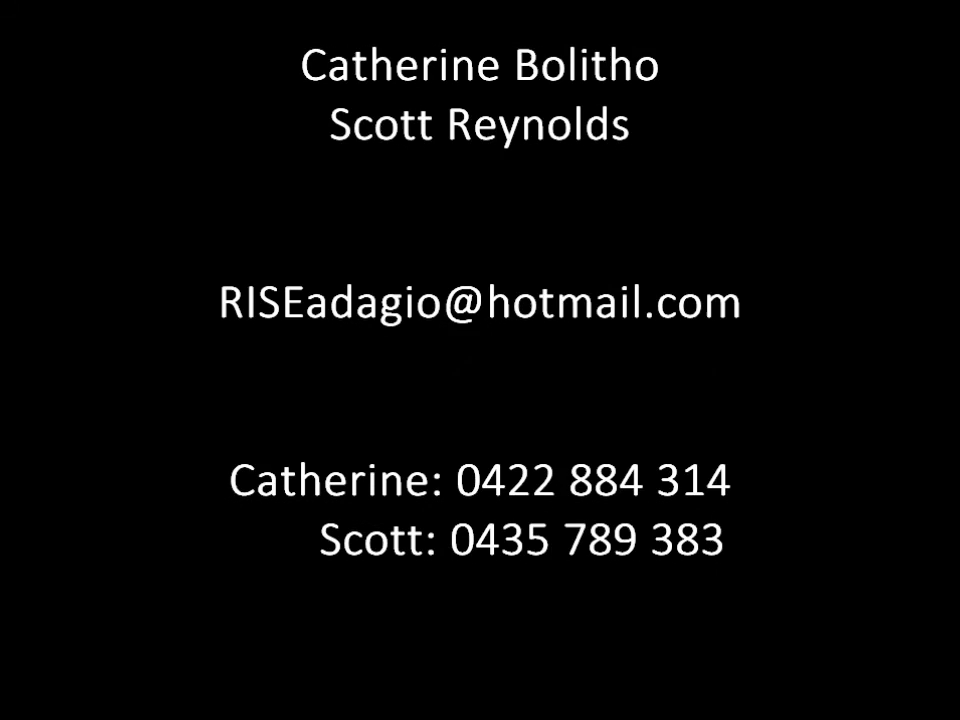 Catherine Bolitho
Scott Reynolds
RISEadagio@hotmail.com
Catherine: 0422 884 314
Scott: 0435 789 383